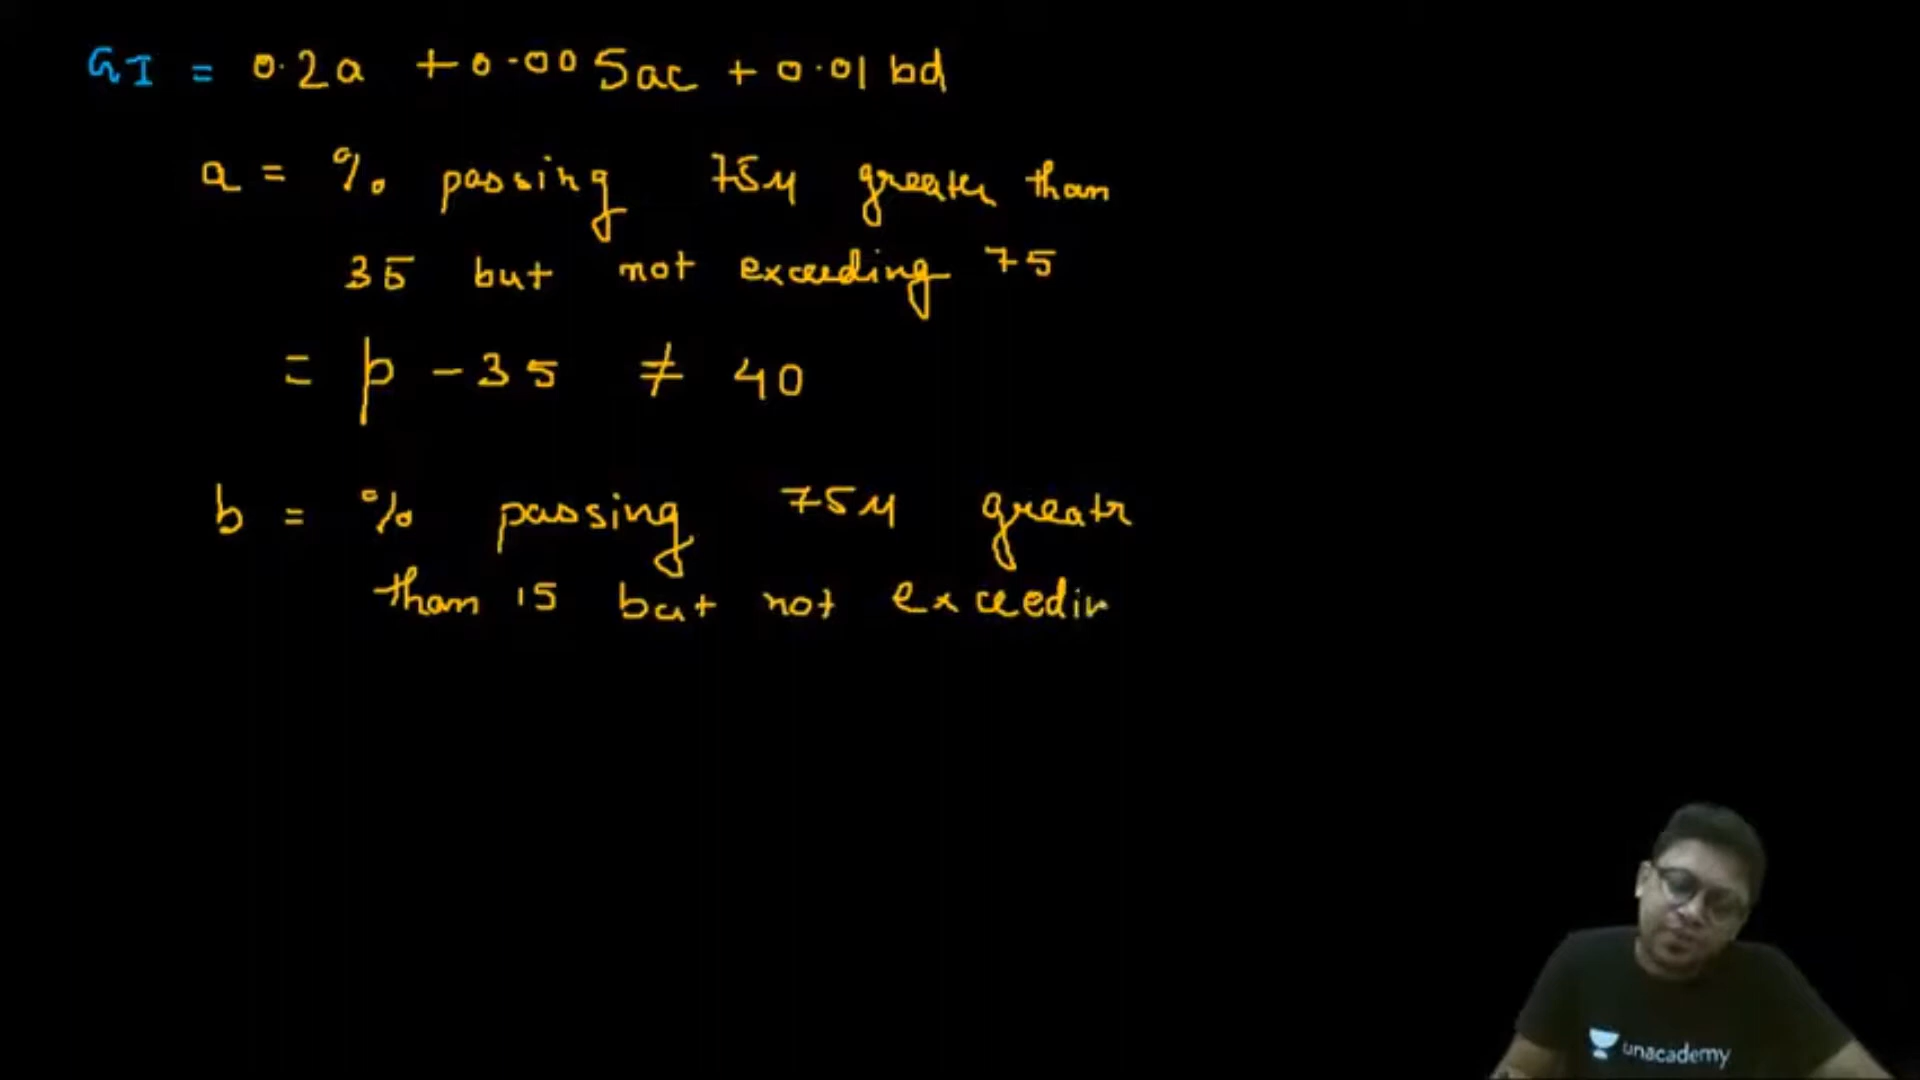 GI = 0.2a + 0.005ac + 0.01bd
a = % passing 75μ greater than
35 but not exceeding 75
= p - 35 ≠ 40
b = % passing 75μ greatr
than 15 but not exceedin
unacademy